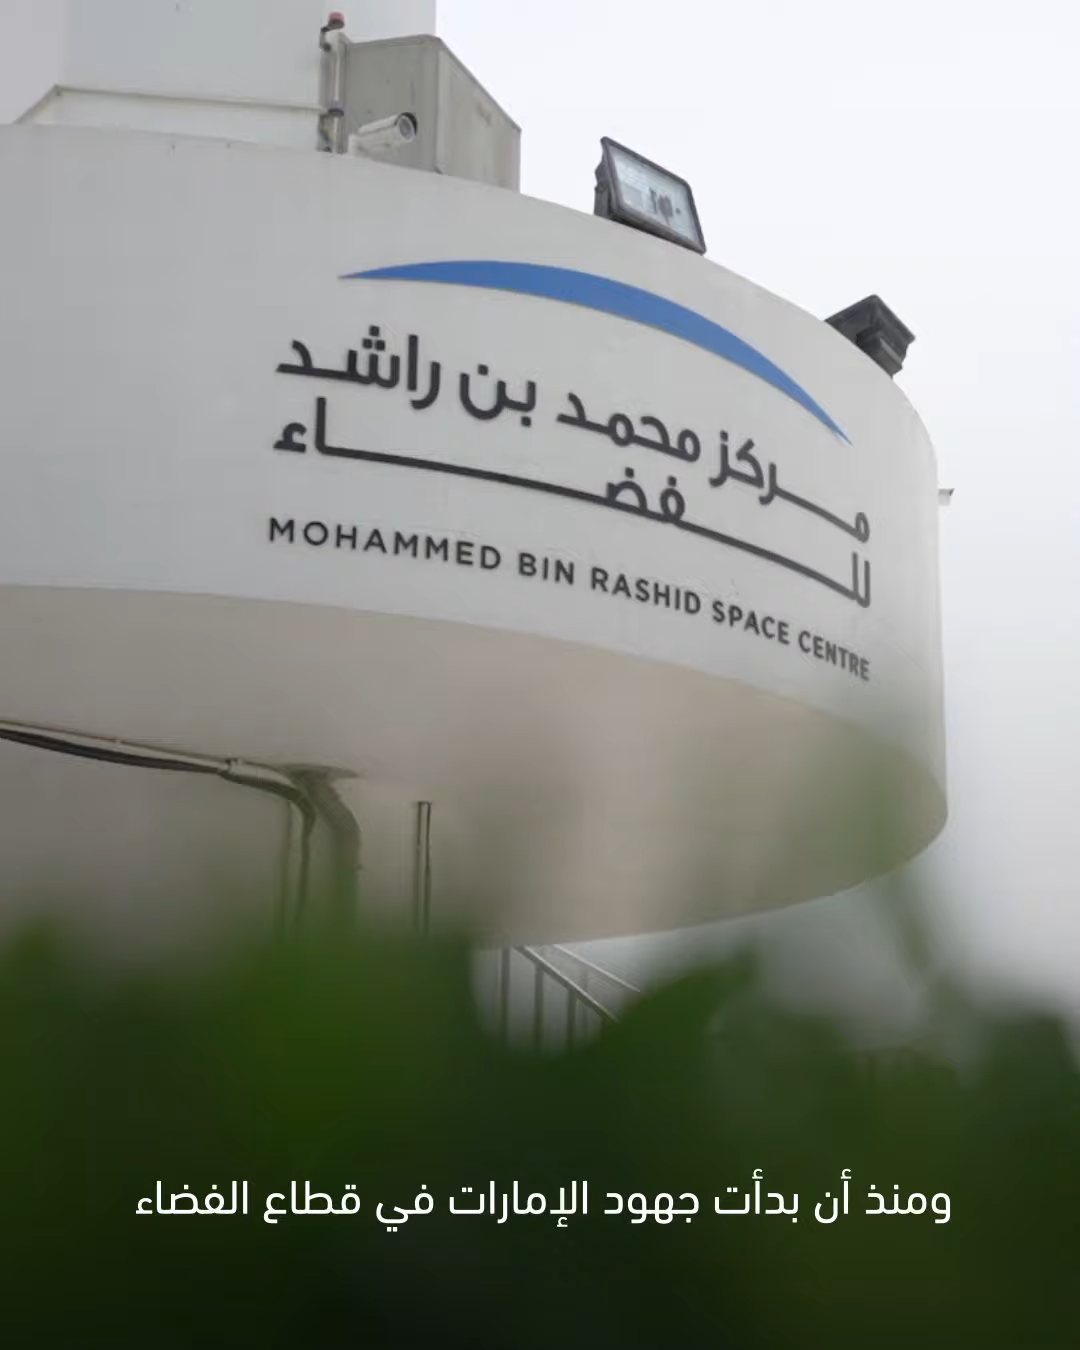 مركز محمد بن راشد
للفضاء
MOHAMMED BIN RASHID SPACE CENTRE
ومنذ أن بدأت جهود الإمارات في قطاع الفضاء